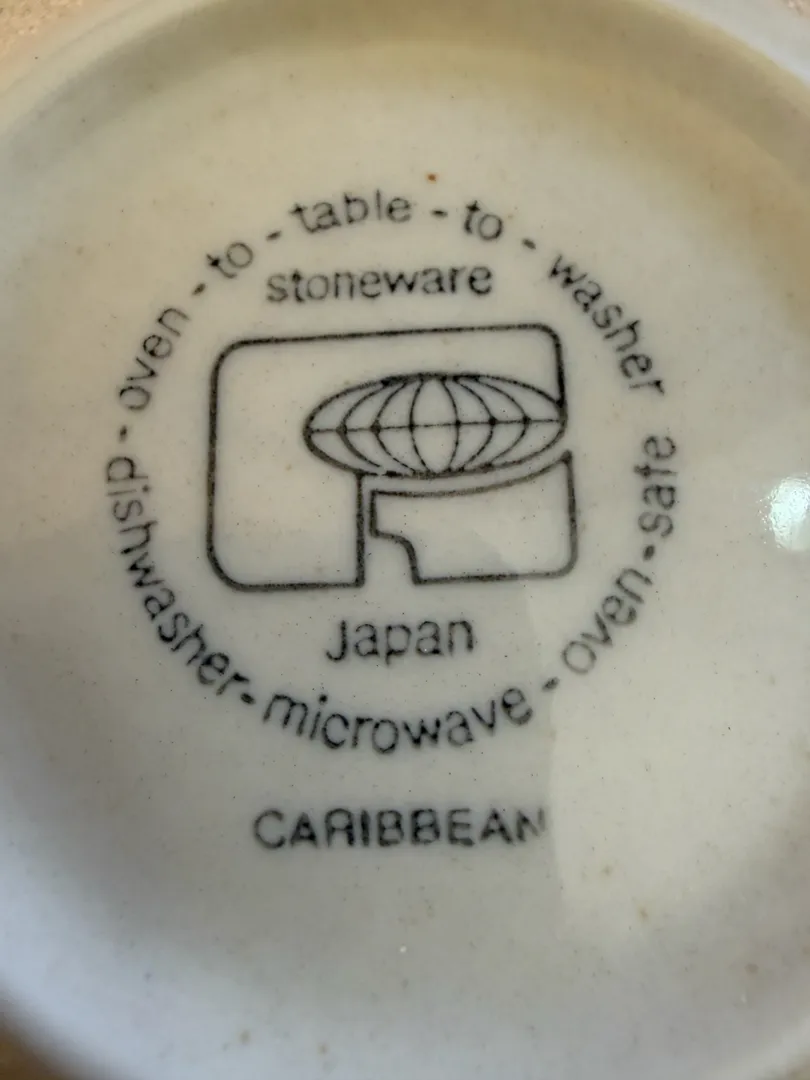 oven - to - table - to - washer safe
stoneware
Japan
dishwasher - microwave - oven -
CARIBBEAN